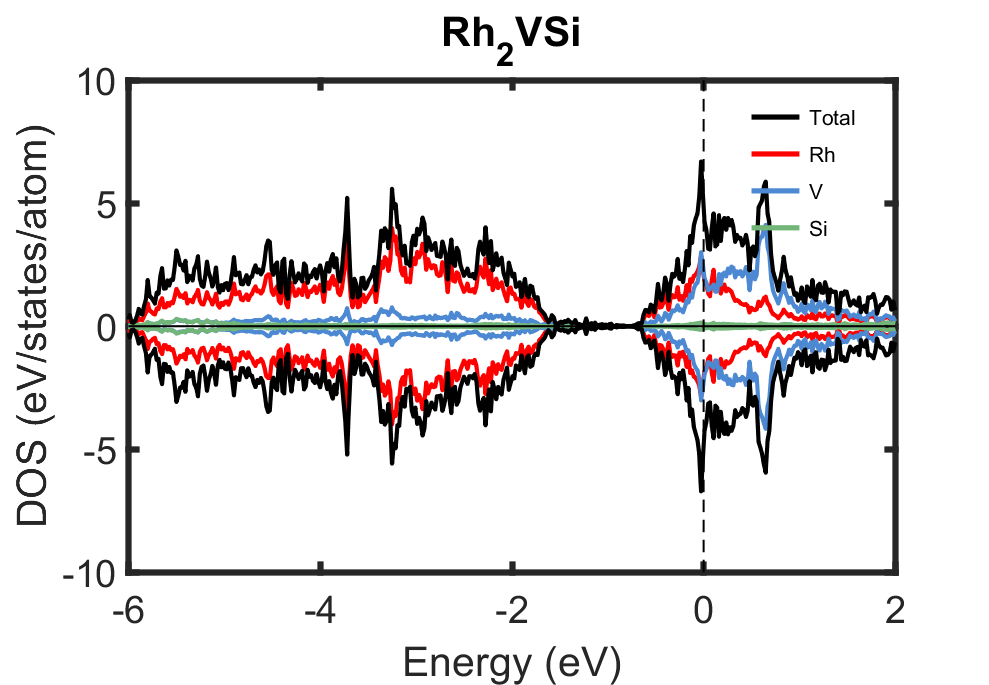 Rh₂VSi
DOS (eV/states/atom)
10
5
0
-5
-10
Total
Rh
V
Si
-6 -4 -2 0 2
Energy (eV)